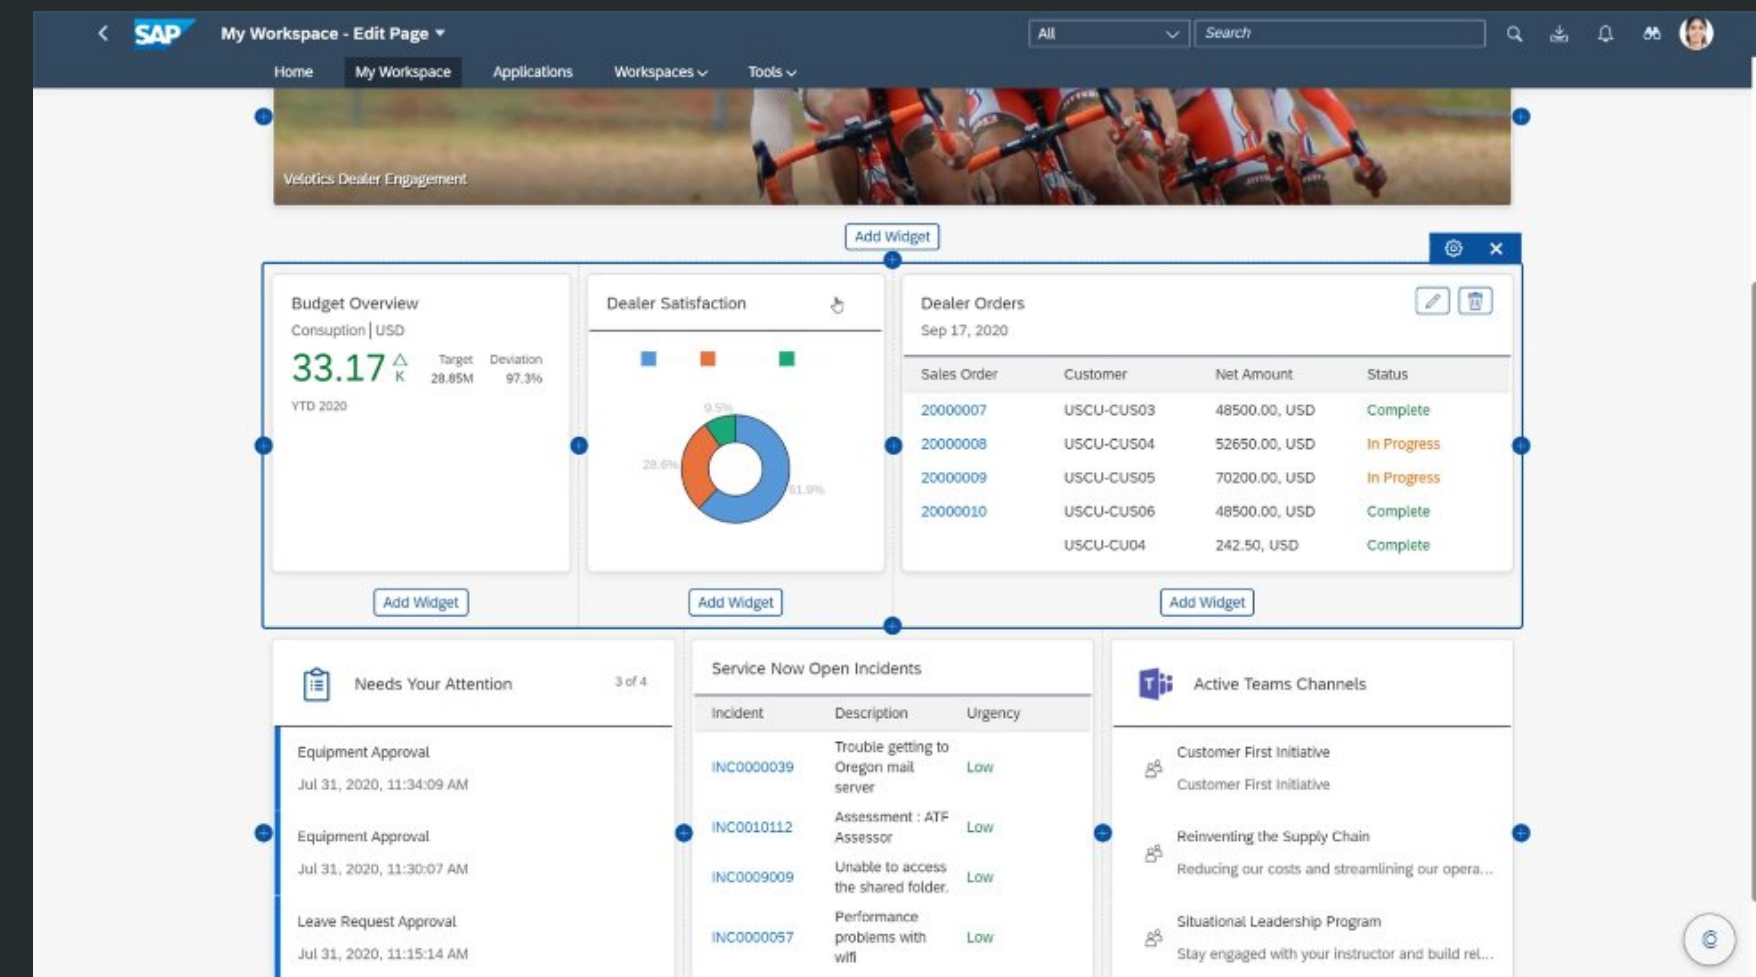 SAP My Workspace - Edit Page
All
Search
Home My Workspace Applications Workspaces Tools
Velotics Dealer Engagement
Add Widget
Budget Overview
Consuption | USD
33.17 K
Target Deviation
28.85M 97.3%
YTD 2020
Dealer Satisfaction
9.5%
28.6%
61.9%
Dealer Orders
Sep 17, 2020
Sales Order Customer Net Amount Status
20000007 USCU-CUS03 48500.00, USD Complete
20000008 USCU-CUS04 52650.00, USD In Progress
20000009 USCU-CUS05 70200.00, USD In Progress
20000010 USCU-CUS06 48500.00, USD Complete
USCU-CU04 242.50, USD Complete
Add Widget
Add Widget
Add Widget
Needs Your Attention
3 of 4
Equipment Approval
Jul 31, 2020, 11:34:09 AM
Equipment Approval
Jul 31, 2020, 11:30:07 AM
Leave Request Approval
Jul 31, 2020, 11:15:14 AM
Service Now Open Incidents
Incident Description Urgency
INC0000039 Trouble getting to Low
Oregon mail
server
INC0010112 Assessment : ATF Low
Assessor
INC0009009 Unable to access Low
the shared folder.
INC0000057 Performance Low
problems with
wifi
Active Teams Channels
Customer First Initiative
Customer First Initiative
Reinventing the Supply Chain
Reducing our costs and streamlining our opera...
Situational Leadership Program
Stay engaged with your instructor and build rel...